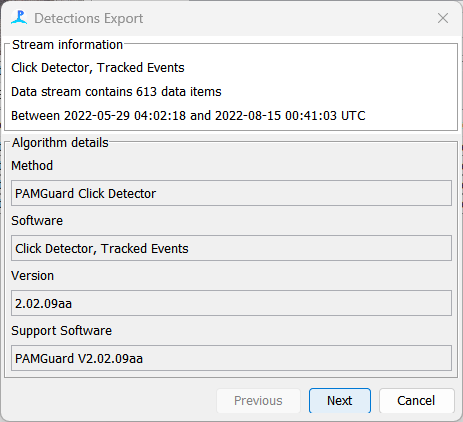 Detections Export
Stream information
Click Detector, Tracked Events
Data stream contains 613 data items
Between 2022-05-29 04:02:18 and 2022-08-15 00:41:03 UTC
Algorithm details
Method
PAMGuard Click Detector
Software
Click Detector, Tracked Events
Version
2.02.09aa
Support Software
PAMGuard V2.02.09aa
Previous Next Cancel